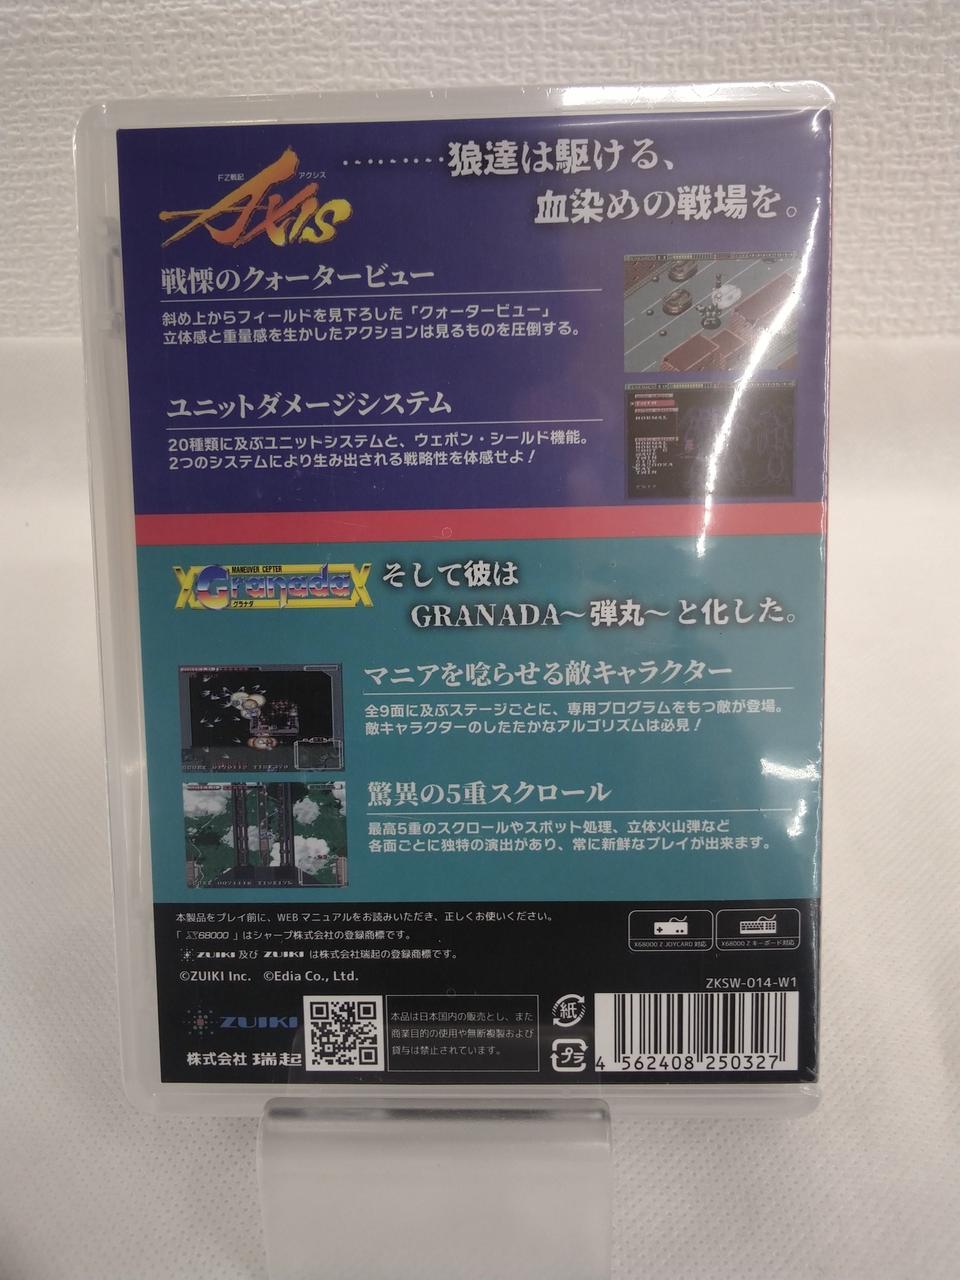 FZ戦記 アクシス
AXIS
………狼達は駆ける、
血染めの戦場を。
戦慄のクォータービュー
斜め上からフィールドを見下ろした「クォータービュー」
立体感と重量感を生かしたアクションは見るものを圧倒する。
ユニットダメージシステム
20種類に及ぶユニットシステムと、ウェポン・シールド機能。
2つのシステムにより生み出される戦略性を体感せよ！
NORMAL
MANEUVER CEPTER
Granada
グラナダ
そして彼は
GRANADA～弾丸～と化した。
マニアを唸らせる敵キャラクター
全9面に及ぶステージごとに、専用プログラムをもつ敵が登場。
敵キャラクターのしたたかなアルゴリズムは必見！
驚異の5重スクロール
最高5重のスクロールやスポット処理、立体火山弾など
各面ごとに独特の演出があり、常に新鮮なプレイが出来ます。
本製品をプレイ前に、WEBマニュアルをお読みいただき、正しくお使いください。
「 X68000 」はシャープ株式会社の登録商標です。
ZUIKI 及び ZUIKI は株式会社瑞起の登録商標です。
©ZUIKI Inc. ©Edia Co., Ltd.
X68000 Z JOYCARD 対応
X68000 Z キーボード対応
ZKSW-014-W1
ZUIKI
株式会社 瑞起
本品は日本国内の販売とし、また
商業目的の使用や無断複製および
貸与は禁止されています。
紙
プラ
4 562408 250327